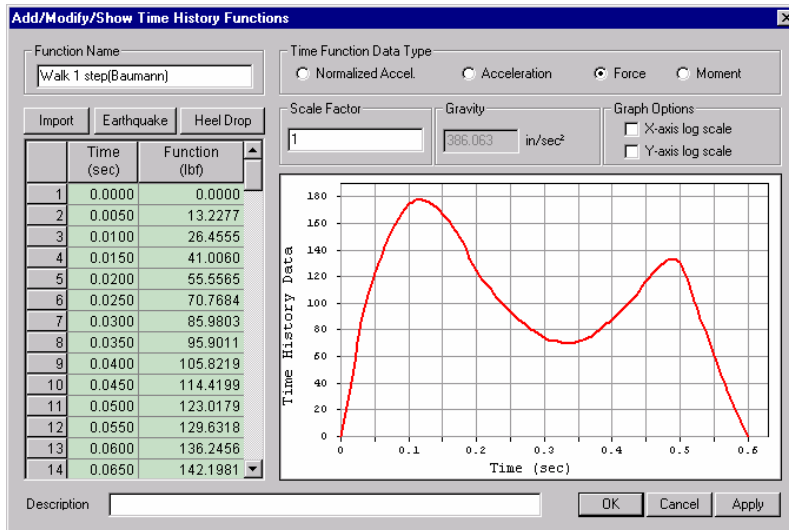 Add/Modify/Show Time History Functions
Function Name
Walk 1 step(Baumann)
Time Function Data Type
Normalized Accel.
Acceleration
Force
Moment
Import
Earthquake
Heel Drop
Scale Factor
1
Gravity
386.063
in/sec²
Graph Options
X-axis log scale
Y-axis log scale
Time (sec) Function (lbf)
1 0.0000 0.0000
2 0.0050 13.2277
3 0.0100 26.4555
4 0.0150 41.0060
5 0.0200 55.5565
6 0.0250 70.7684
7 0.0300 85.9803
8 0.0350 95.9011
9 0.0400 105.8219
10 0.0450 114.4199
11 0.0500 123.0179
12 0.0550 129.6318
13 0.0600 136.2456
14 0.0650 142.1981
Time History Data
180
160
140
120
100
80
60
40
20
0
0 0.1 0.2 0.3 0.4 0.5 0.6
Time (sec)
Description
OK
Cancel
Apply